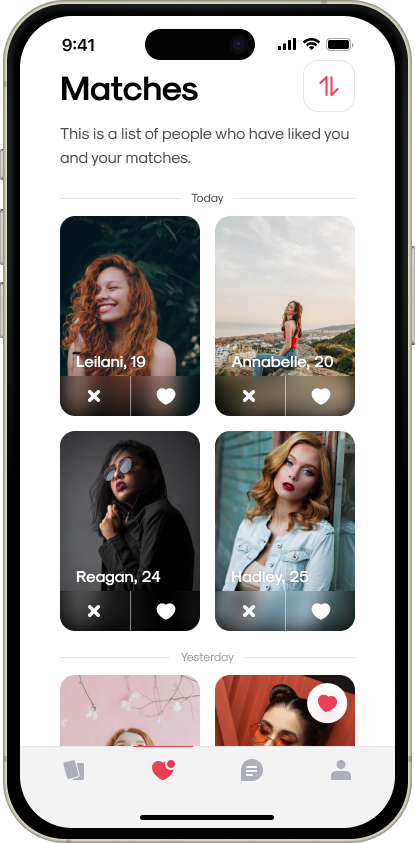 9:41
Matches
This is a list of people who have liked you
and your matches.
Today
Leilani, 19
Annabelle, 20
Reagan, 24
Hadley, 25
Yesterday